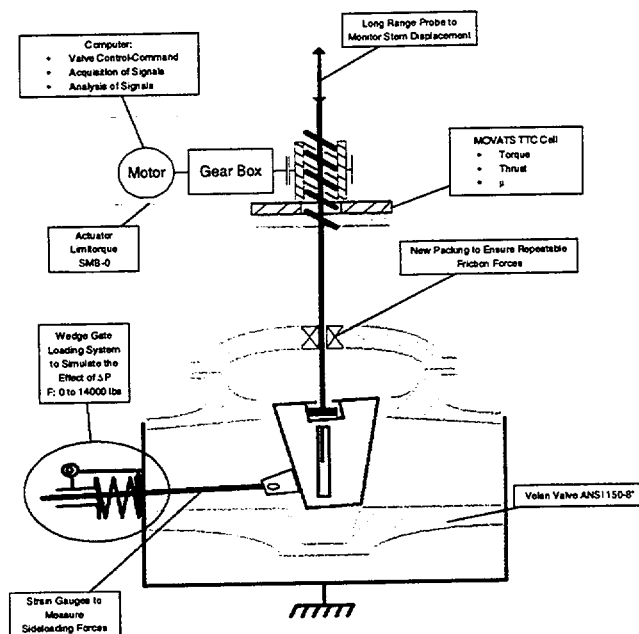 Long Range Probe to
Monitor Stem Displacement
Computer:
• Valve Control-Command
• Acquisition of Signals
• Analysis of Signals
Motor
Gear Box
MOVATS TTC Cell
• Torque
• Thrust
• µ
Actuator
Limitorque
SMB-0
New Packing to Ensure Repeatable
Friction Forces
Wedge Gate
Loading System
to Simulate the
Effect of ΔP
F: 0 to 14000 lbs
Velan Valve ANSI 150-8"
Strain Gauges to
Measure
Sideloading Forces